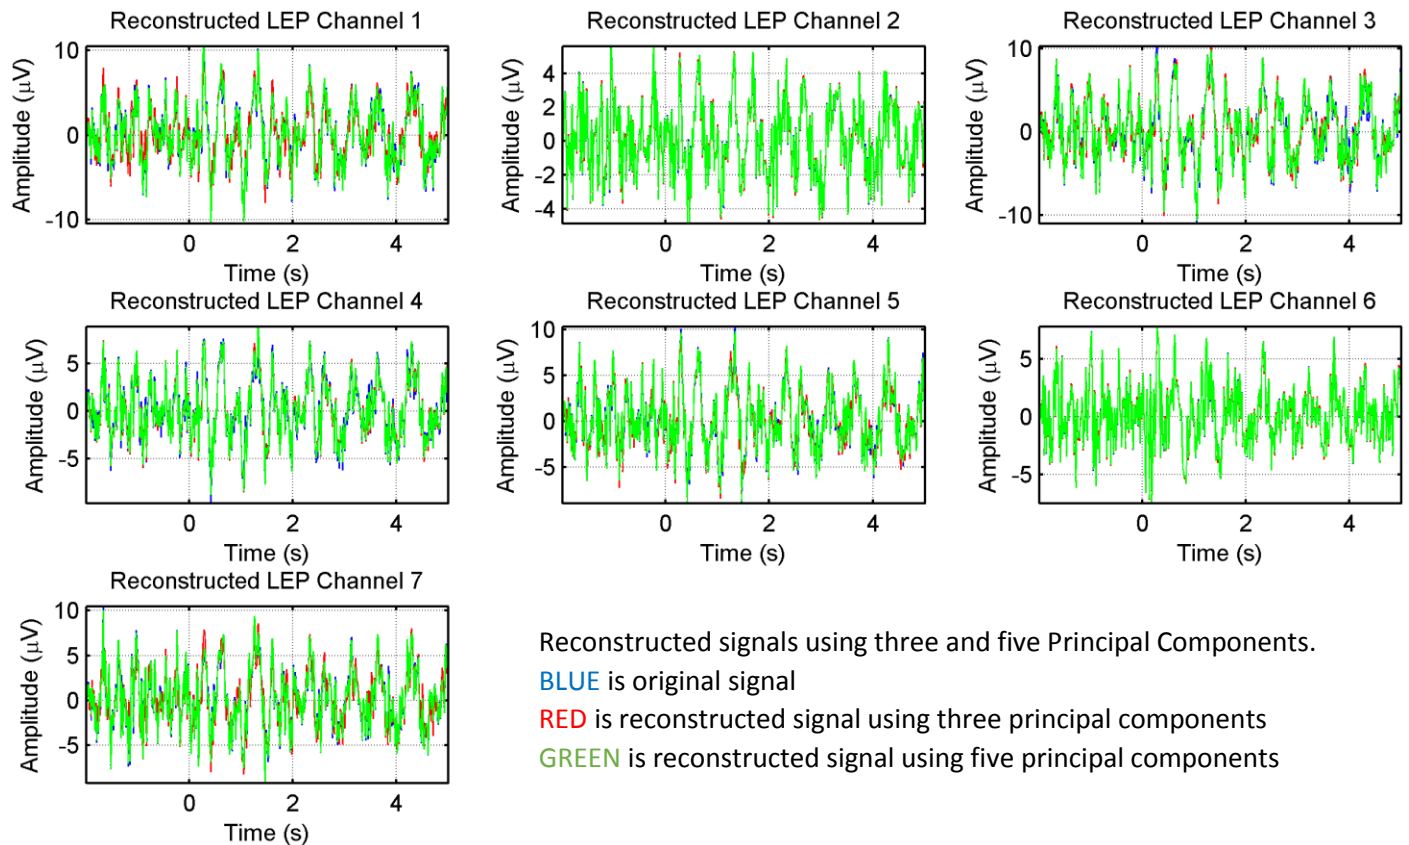 Reconstructed LEP Channel 1
Reconstructed LEP Channel 2
Reconstructed LEP Channel 3
Amplitude (μV)
10
0
-10
0
2
4
Time (s)
Amplitude (μV)
4
2
0
-2
-4
0
2
4
Time (s)
Amplitude (μV)
10
0
-10
0
2
4
Time (s)
Reconstructed LEP Channel 4
Reconstructed LEP Channel 5
Reconstructed LEP Channel 6
Amplitude (μV)
5
0
-5
0
2
4
Time (s)
Amplitude (μV)
10
5
0
-5
0
2
4
Time (s)
Amplitude (μV)
5
0
-5
0
2
4
Time (s)
Reconstructed LEP Channel 7
Amplitude (μV)
10
5
0
-5
0
2
4
Time (s)
Reconstructed signals using three and five Principal Components.
BLUE is original signal
RED is reconstructed signal using three principal components
GREEN is reconstructed signal using five principal components